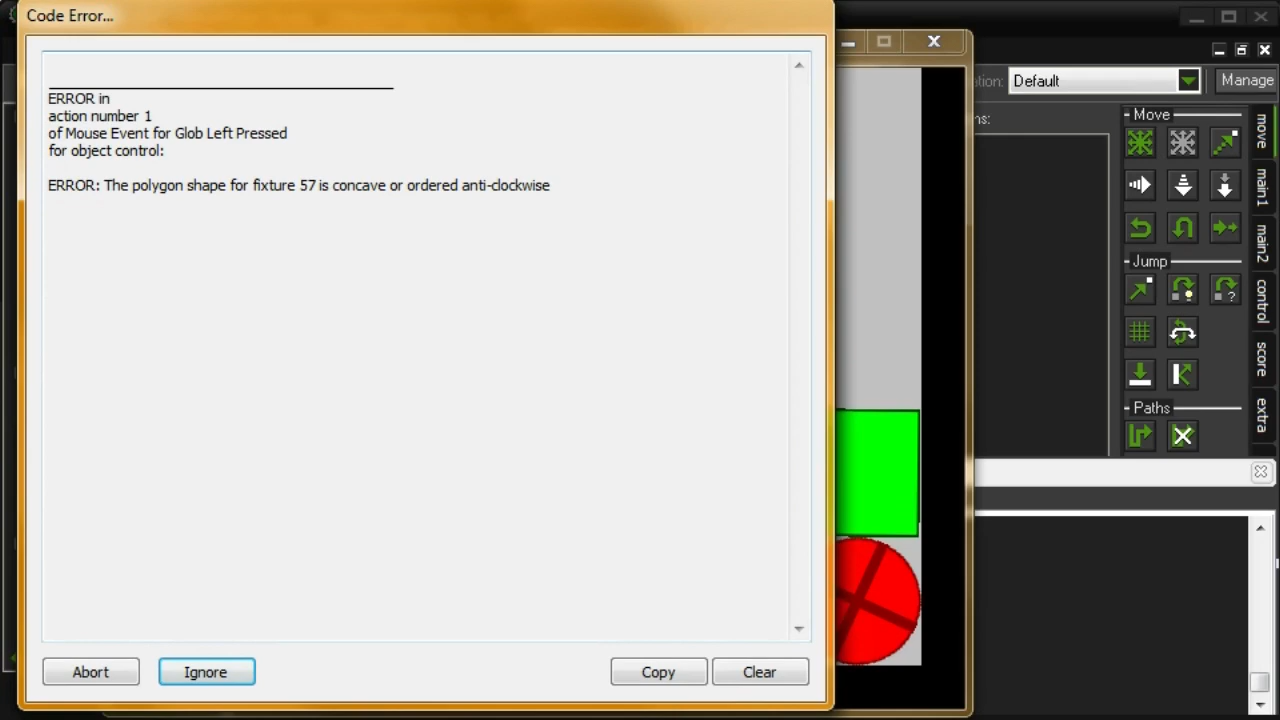 Code Error...
ERROR in
action number 1
of Mouse Event for Glob Left Pressed
for object control:
ERROR: The polygon shape for fixture 57 is concave or ordered anti-clockwise
Abort
Ignore
Copy
Clear
Default
Manage
Move
Jump
Paths
move
main1
main2
control
score
extra